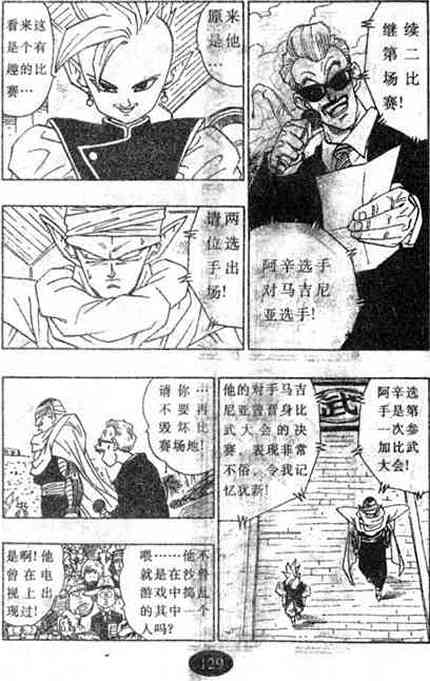 继续
第二
场比
赛!
阿辛选手
对马吉尼
亚选手!
原来
是他
…
看来这
是个有
趣的比
赛…
请两
位选
手出
场!
阿辛选
手是第
一次参
加比武
大会!
武
他的对手马吉
尼亚曾晋身比
武大会的决
赛，表现非常
不俗，令我记
忆犹新!
请你…
不要再
毁坏比
赛场地!
喂……他不
就是在沙鲁
游戏中捣乱
的其中一个
人吗?
是啊!他
曾在电
视上出
现过!
129